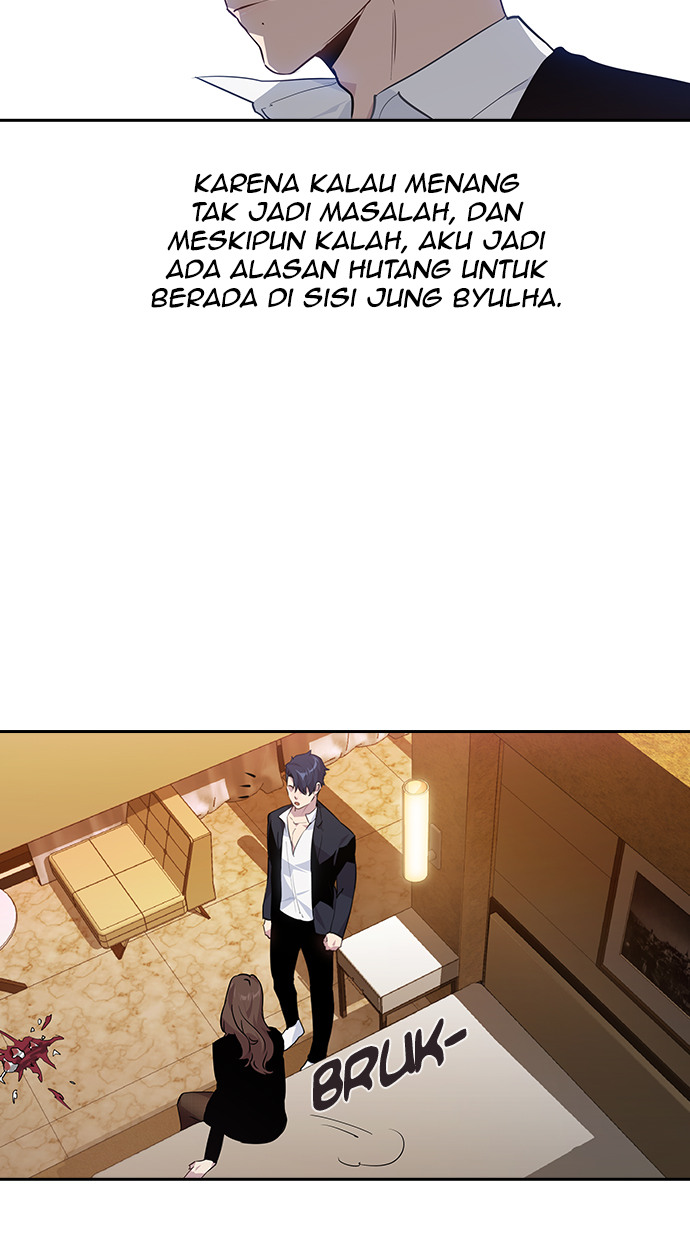 KARENA KALAU MENANG
TAK JADI MASALAH, DAN
MESKIPUN KALAH, AKU JADI
ADA ALASAN HUTANG UNTUK
BERADA DI SISI JUNG BYULHA.
BRUK-